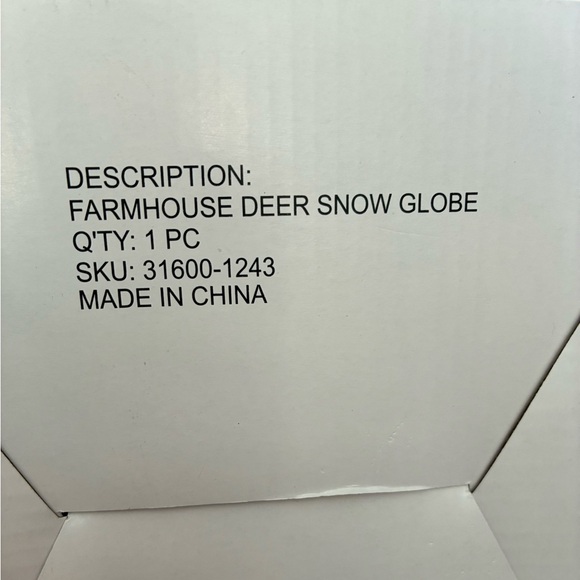 DESCRIPTION:
FARMHOUSE DEER SNOW GLOBE
Q'TY: 1 PC
SKU: 31600-1243
MADE IN CHINA